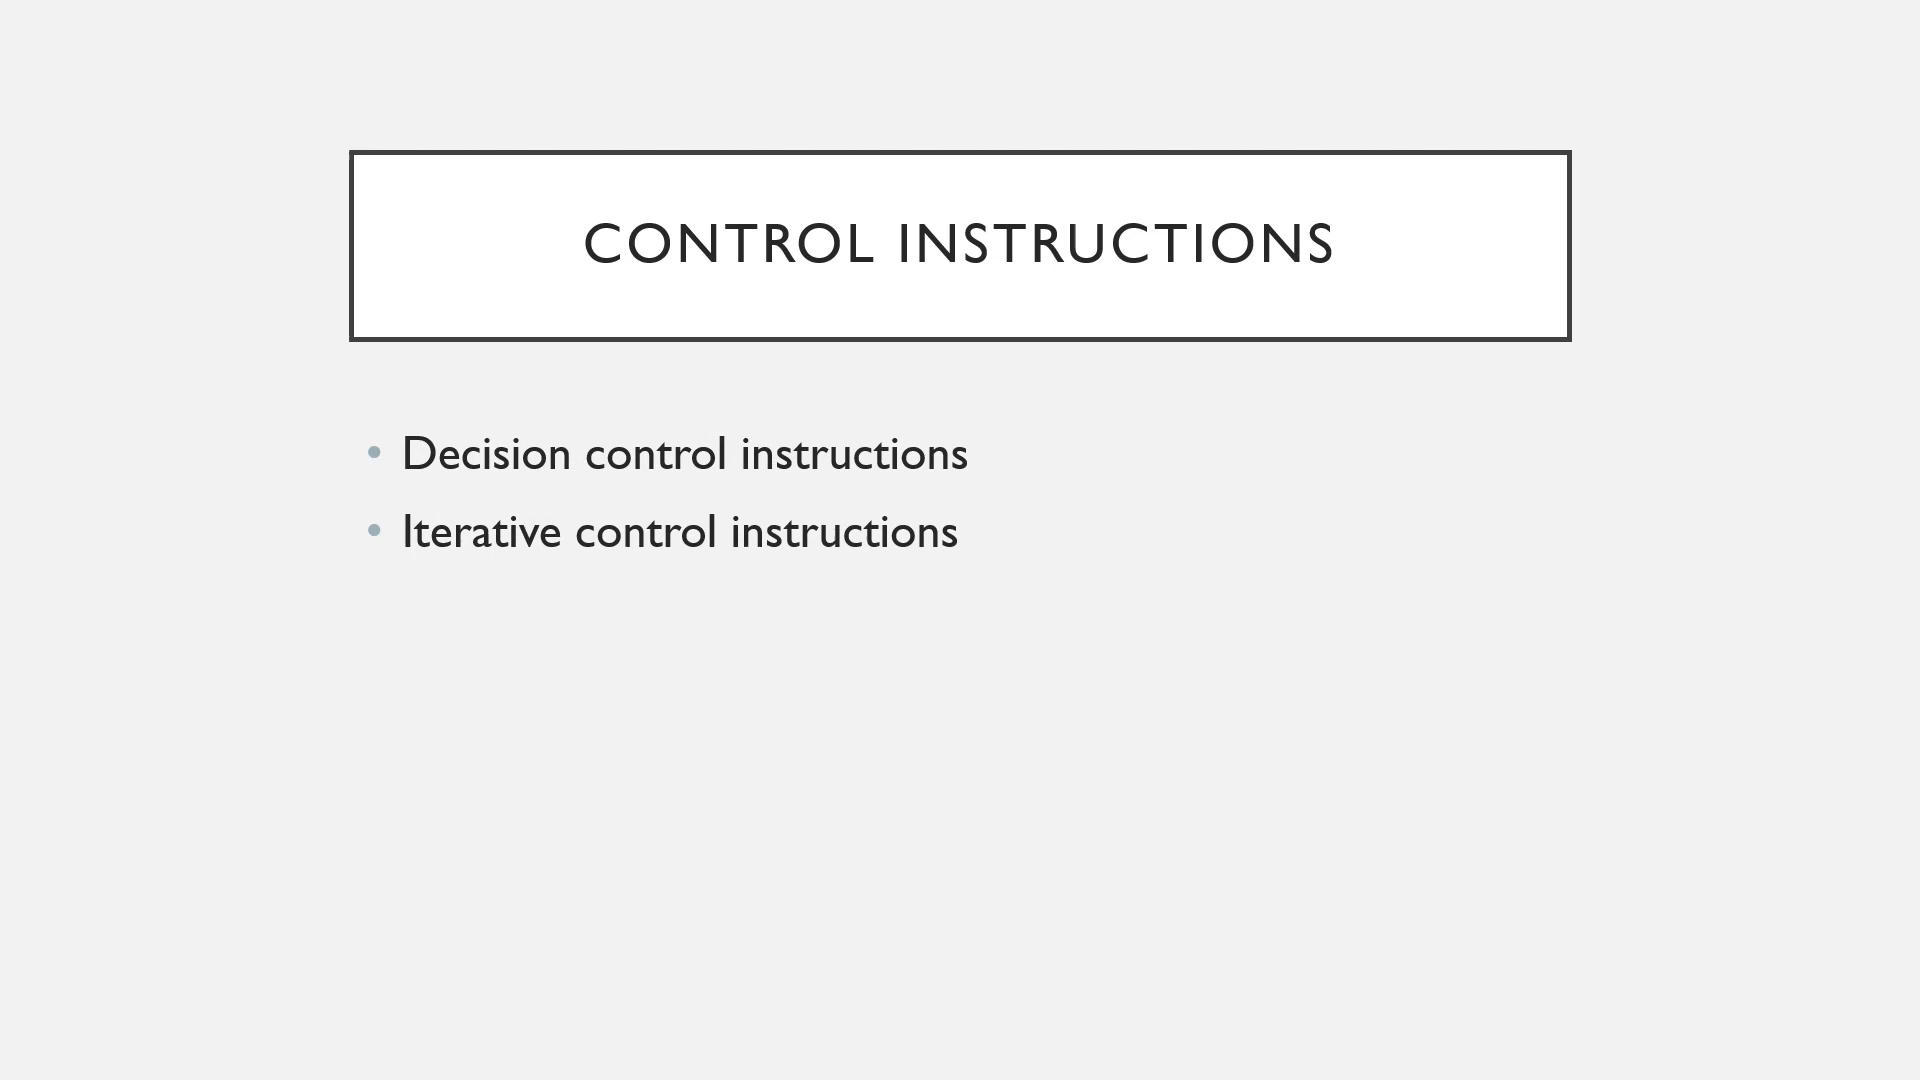 CONTROL INSTRUCTIONS
• Decision control instructions
• Iterative control instructions